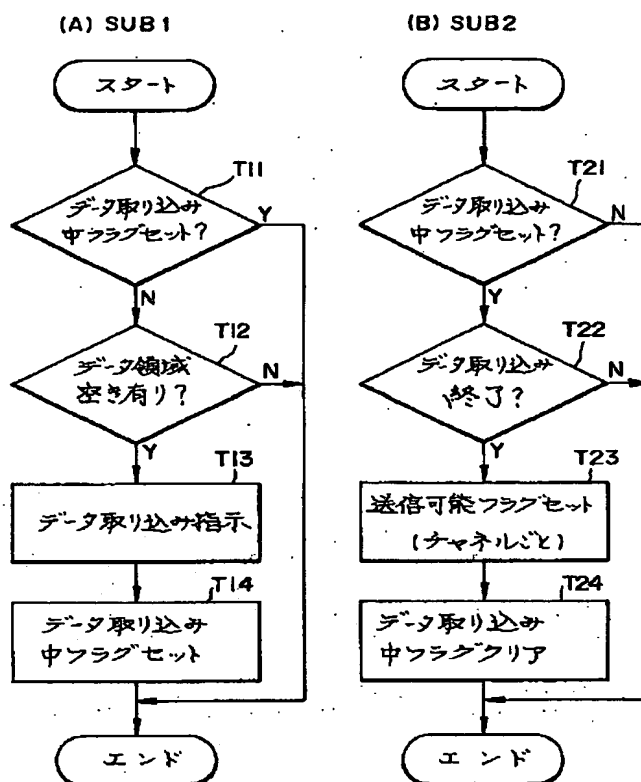 (A) SUB1
スタート
T11
データ取り込み
中フラグセット?
Y
N
T12
データ領域
空き有り?
N
Y
T13
データ取り込み指示
T14
データ取り込み
中フラグセット
エンド
(B) SUB2
スタート
T21
データ取り込み
中フラグセット?
N
Y
T22
データ取り込み
終了?
N
Y
T23
送信可能フラグセット
(チャネルごと)
T24
データ取り込み
中フラグクリア
エンド